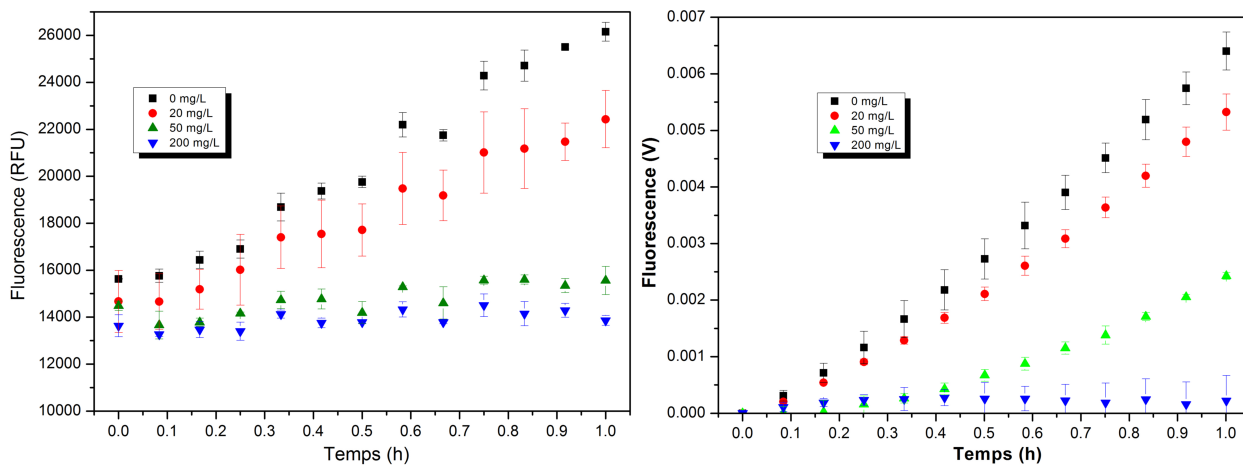 26000
24000
22000
20000
18000
16000
14000
12000
10000
Fluorescence (RFU)
0 mg/L
20 mg/L
50 mg/L
200 mg/L
0.0 0.1 0.2 0.3 0.4 0.5 0.6 0.7 0.8 0.9 1.0
Temps (h)
0.007
0.006
0.005
0.004
0.003
0.002
0.001
0.000
Fluorescence (V)
0 mg/L
20 mg/L
50 mg/L
200 mg/L
0.0 0.1 0.2 0.3 0.4 0.5 0.6 0.7 0.8 0.9 1.0
Temps (h)